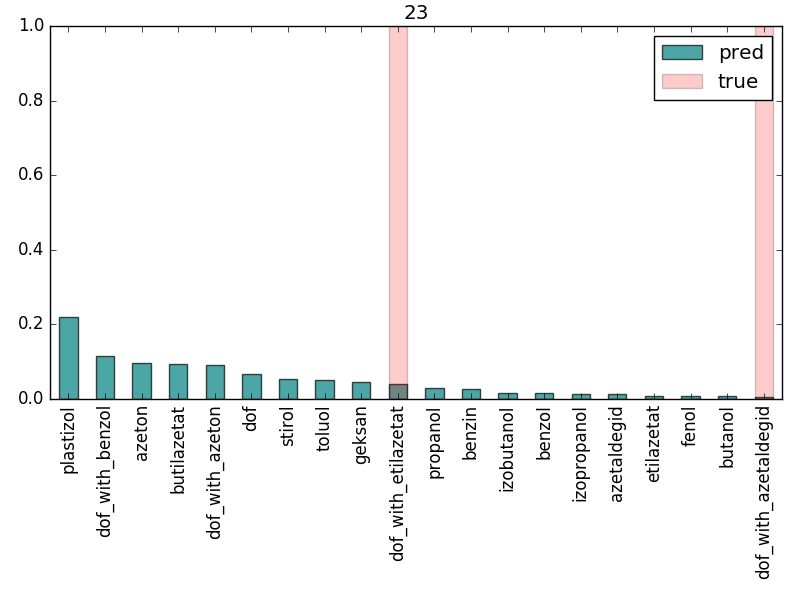 23
1.0
0.8
0.6
0.4
0.2
0.0
pred
true
plastizol
dof_with_benzol
azeton
butilazetat
dof_with_azeton
dof
stirol
toluol
geksan
dof_with_etilazetat
propanol
benzin
izobutanol
benzol
izopropanol
azetaldegid
etilazetat
fenol
butanol
dof_with_azetaldegid